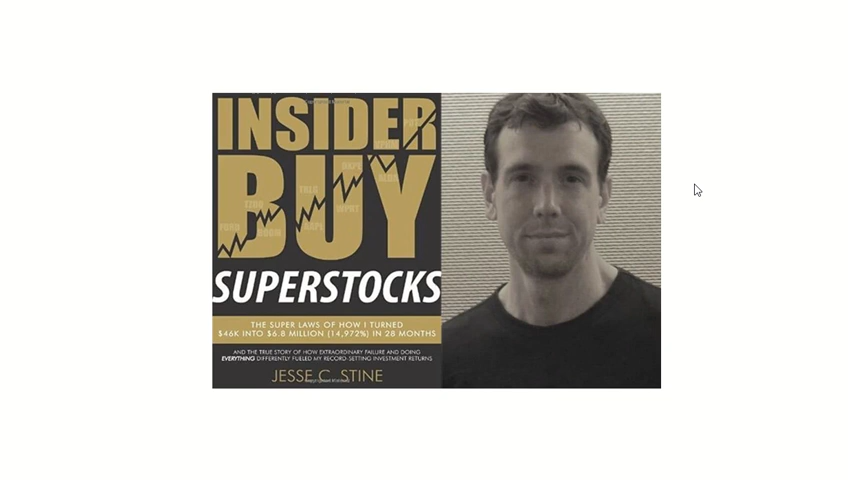 INSIDER
BUY
SUPERSTOCKS
THE SUPER LAWS OF HOW I TURNED
$46K INTO $6.8 MILLION (14,972%) IN 28 MONTHS
AND THE TRUE STORY OF HOW EXTRAORDINARY FAILURE AND DOING
EVERYTHING DIFFERENTLY FUELED MY RECORD-SETTING INVESTMENT RETURNS
JESSE C. STINE